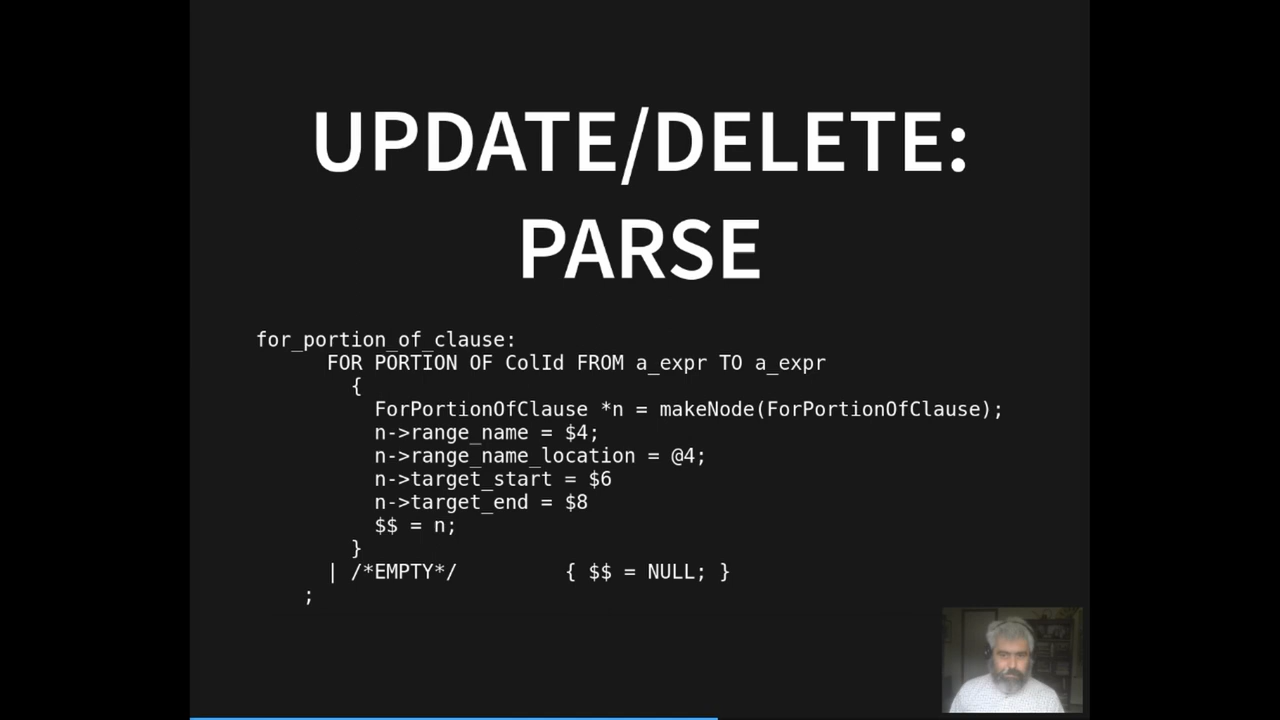 UPDATE/DELETE:
PARSE
for_portion_of_clause:
FOR PORTION OF ColId FROM a_expr TO a_expr
{
ForPortionOfClause *n = makeNode(ForPortionOfClause);
n->range_name = $4;
n->range_name_location = @4;
n->target_start = $6
n->target_end = $8
$$ = n;
}
| /*EMPTY*/ { $$ = NULL; }
;